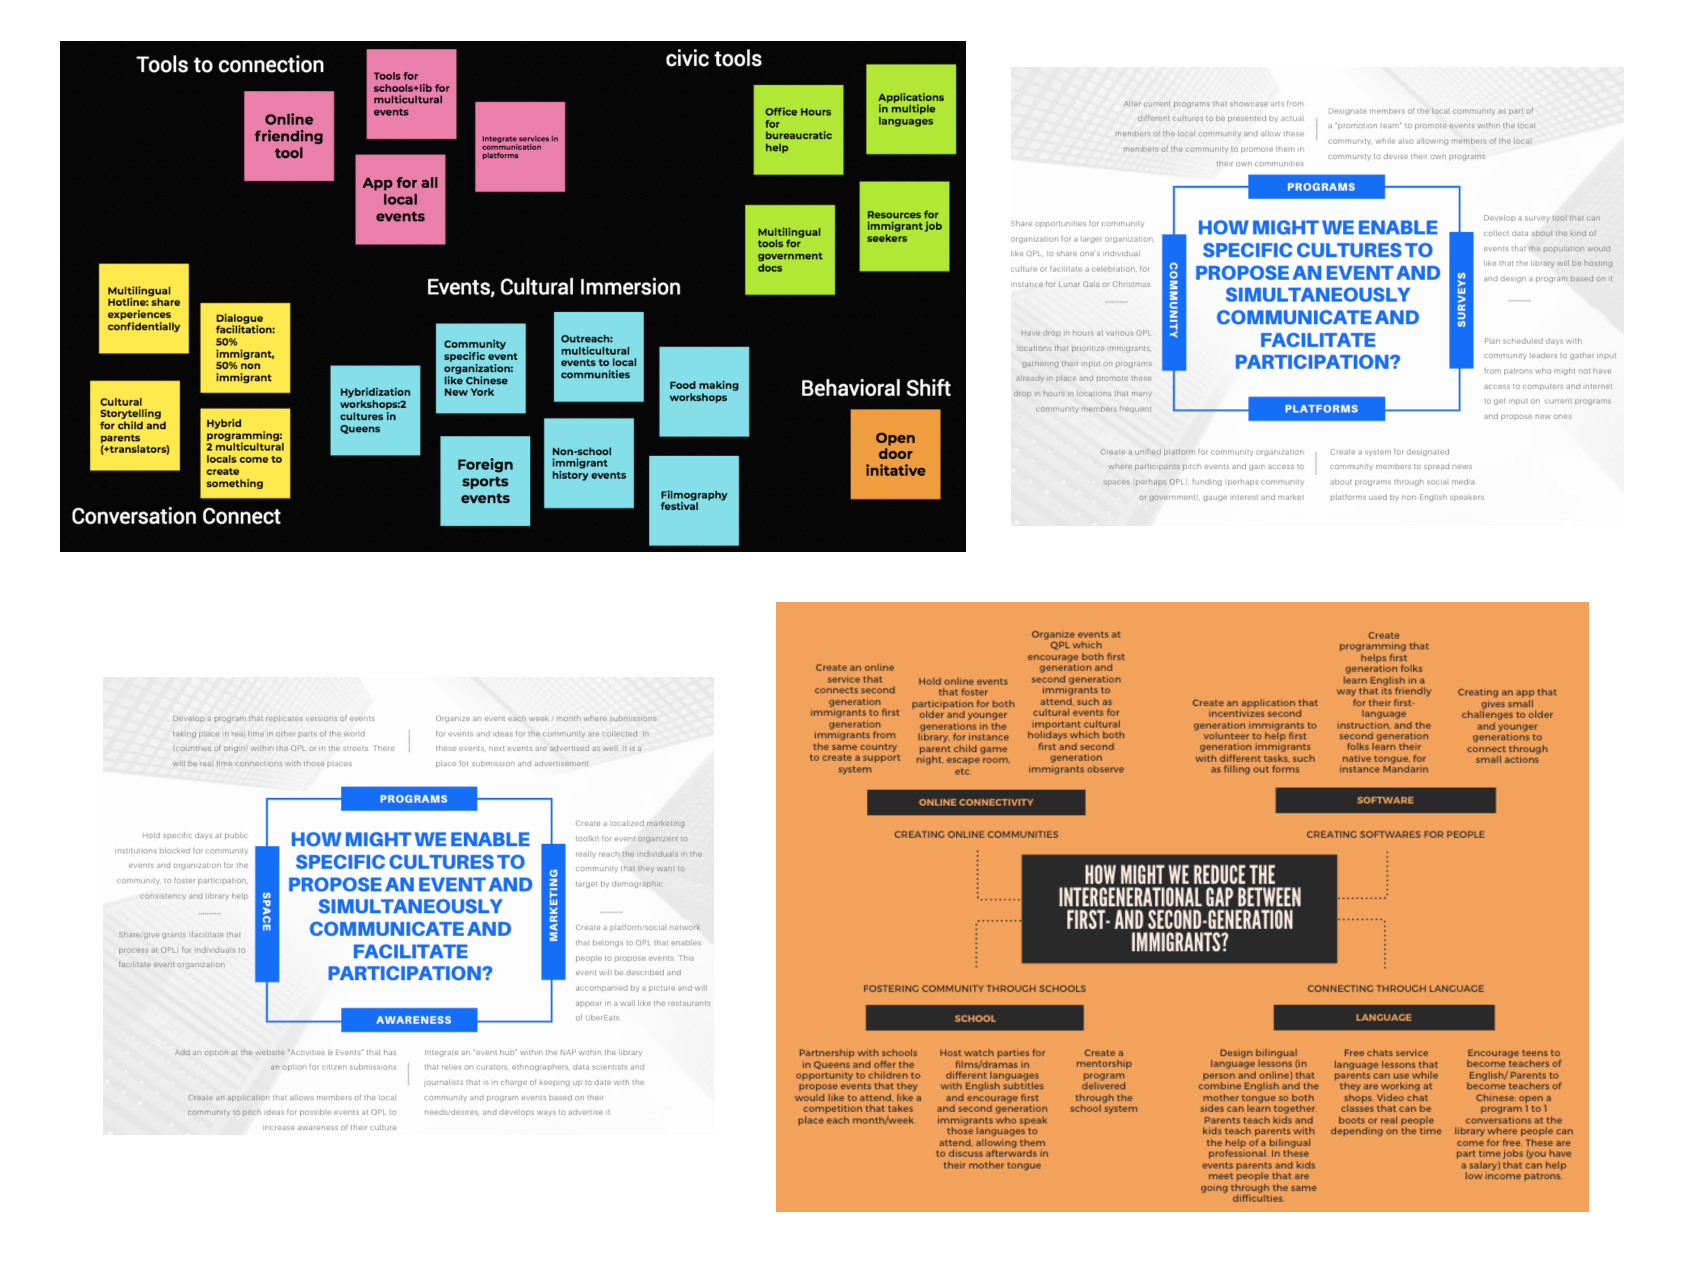 Tools to connection
Online
friending
tool
Tools for
schools+lib for
multicultural
events
Integrate services in
communication
platforms
App for all
local
events
civic tools
Office Hours
for
bureaucratic
help
Applications
in multiple
languages
Multilingual
tools for
government
docs
Resources for
immigrant job
seekers
Multilingual
Hotline: share
experiences
confidentially
Dialogue
facilitation:
50%
immigrant,
50% non
immigrant
Cultural
Storytelling
for child and
parents
(+translators)
Hybrid
programming:
2 multicultural
locals come to
create
something
Conversation Connect
Events, Cultural Immersion
Hybridization
workshops:2
cultures in
Queens
Community
specific event
organization:
like Chinese
New York
Outreach:
multicultural
events to local
communities
Food making
workshops
Foreign
sports
events
Non-school
immigrant
history events
Filmography
festival
Behavioral Shift
Open
door
initative
Alter current programs that showcase arts from
different cultures to be presented by actual
members of the local community and allow these
members of the community to promote them in
their own communities
Designate members of the local community as part of
a "promotion team" to promote events within the local
community, while also allowing members of the local
community to devise their own programs
PROGRAMS
Share opportunities for community
organization for a larger organization,
like QPL, to share one's individual
culture or facilitate a celebration, for
instance for Lunar Gala or Christmas
Have drop in hours at various QPL
locations that prioritize immigrants,
gathering their input on programs
already in place and promote these
drop in hours in locations that many
community members frequent
COMMUNITY
HOW MIGHT WE ENABLE
SPECIFIC CULTURES TO
PROPOSE AN EVENT AND
SIMULTANEOUSLY
COMMUNICATE AND
FACILITATE
PARTICIPATION?
SURVEYS
Develop a survey tool that can
collect data about the kind of
events that the population would
like that the library will be hosting
and design a program based on it
Plan scheduled days with
community leaders to gather input
from patrons who might not have
access to computers and internet
to get input on current programs
and propose new ones
PLATFORMS
Create a unified platform for community organization
where participants pitch events and gain access to
spaces (perhaps QPL), funding (perhaps community
or government), gauge interest and market
Create a system for designated
community members to spread news
about programs through social media
platforms used by non-English speakers
Develop a program that replicates versions of events
taking place in real time in other parts of the world
(countries of origin) within the QPL or in the streets. There
will be real time connections with those places
Organize an event each week / month where submissions
for events and ideas for the community are collected. In
these events, next events are advertised as well. It is a
place for submission and advertisement.
PROGRAMS
Hold specific days at public
institutions blocked for community
events and organization for the
community, to foster participation,
consistency and library help
Share/give grants (facilitate that
process at QPL) for individuals to
facilitate event organization
SPACE
HOW MIGHT WE ENABLE
SPECIFIC CULTURES TO
PROPOSE AN EVENT AND
SIMULTANEOUSLY
COMMUNICATE AND
FACILITATE
PARTICIPATION?
MARKETING
Create a localized marketing
toolkit for event organizers to
really reach the individuals in the
community that they want to
target by demographic
Create a platform/social network
that belongs to QPL that enables
people to propose events. This
event will be described and
accompanied by a picture and will
appear in a wall like the restaurants
of UberEats.
AWARENESS
Add an option at the website "Activities & Events" that has
an option for citizen submissions
Create an application that allows members of the local
community to pitch ideas for possible events at QPL to
increase awareness of their culture
Integrate an "event hub" within the NAP within the library
that relies on curators, ethnographers, data scientists and
journalists that is in charge of keeping up to date with the
community and program events based on their
needs/desires, and develops ways to advertise it.
Create an online
service that
connects second
generation
immigrants to first
generation
immigrants from
the same country
to create a support
system
Hold online events
that foster
participation for both
older and younger
generations in the
library, for instance
parent child game
night, escape room,
etc.
Organize events at
QPL which
encourage both first
generation and
second generation
immigrants to
attend, such as
cultural events for
important cultural
holidays which both
first and second
generation
immigrants observe
ONLINE CONNECTIVITY
CREATING ONLINE COMMUNITIES
Create an application that
incentivizes second
generation immigrants to
volunteer to help first
generation immigrants
with different tasks, such
as filling out forms
Create
programming that
helps first
generation folks
learn English in a
way that its friendly
for their first-
language
instruction, and the
second generation
folks learn their
native tongue, for
instance Mandarin
Creating an app that
gives small
challenges to older
and younger
generations to
connect through
small actions
SOFTWARE
CREATING SOFTWARES FOR PEOPLE
HOW MIGHT WE REDUCE THE
INTERGENERATIONAL GAP BETWEEN
FIRST- AND SECOND-GENERATION
IMMIGRANTS?
FOSTERING COMMUNITY THROUGH SCHOOLS
SCHOOL
Partnership with schools
in Queens and offer the
opportunity to children to
propose events that they
would like to attend, like a
competition that takes
place each month/week.
Host watch parties for
films/dramas in
different languages
with English subtitles
and encourage first
and second generation
immigrants who speak
those languages to
attend, allowing them
to discuss afterwards in
their mother tongue
Create a
mentorship
program
delivered
through the
school system
CONNECTING THROUGH LANGUAGE
LANGUAGE
Design bilingual
language lessons (in
person and online) that
combine English and the
mother tongue so both
sides can learn together.
Parents teach kids and
kids teach parents with
the help of a bilingual
professional. In these
events parents and kids
meet people that are
going through the same
difficulties.
Free chats service
language lessons that
parents can use while
they are working at
shops. Video chat
classes that can be
boots or real people
depending on the time
Encourage teens to
become teachers of
English/ Parents to
become teachers of
Chinese: open a
program 1 to 1
conversations at the
library where people can
come for free. These are
part time jobs (you have
a salary) that can help
low income patrons.